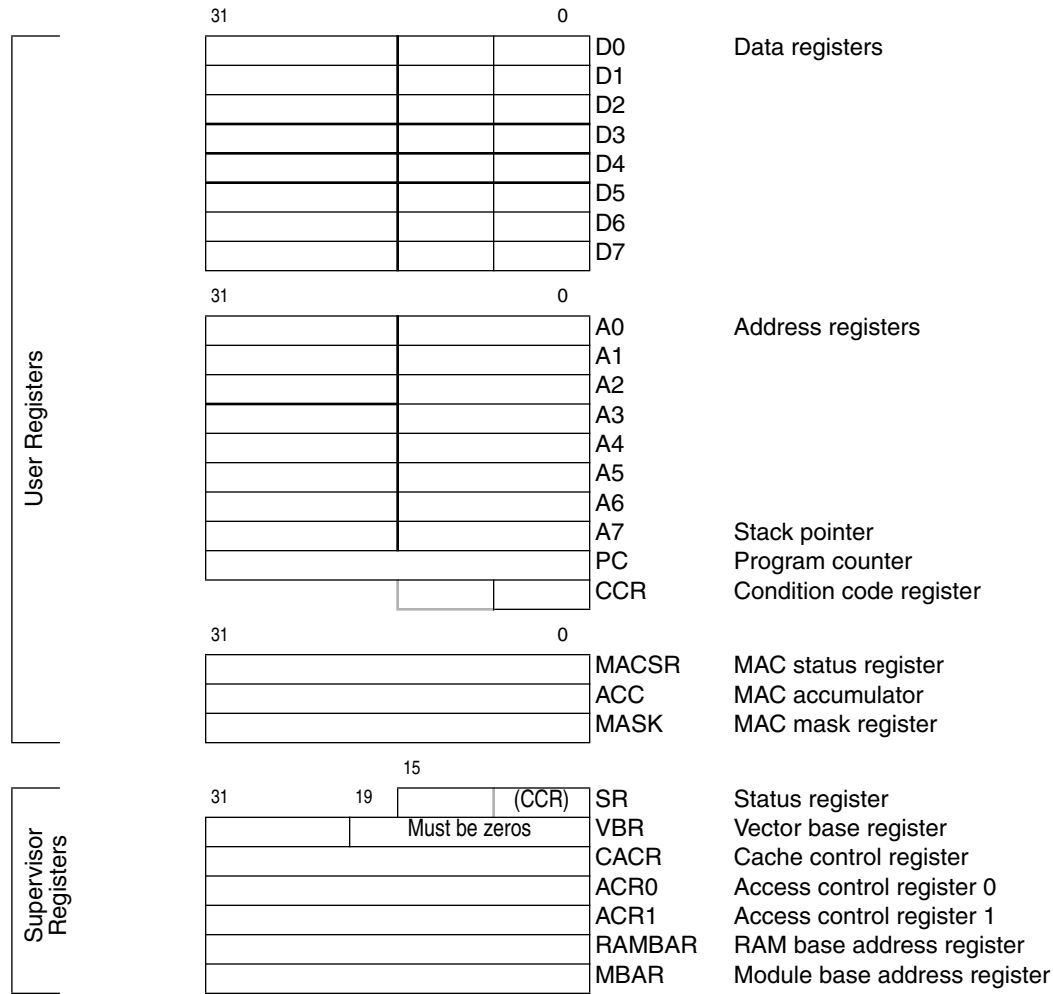 31 0
D0 Data registers
D1
D2
D3
D4
D5
D6
D7
31 0
A0 Address registers
A1
A2
A3
A4
A5
A6
A7 Stack pointer
PC Program counter
CCR Condition code register
31 0
MACSR MAC status register
ACC MAC accumulator
MASK MAC mask register
User Registers
15
31 19 (CCR) SR Status register
Must be zeros VBR Vector base register
CACR Cache control register
ACR0 Access control register 0
ACR1 Access control register 1
RAMBAR RAM base address register
MBAR Module base address register
Supervisor
Registers